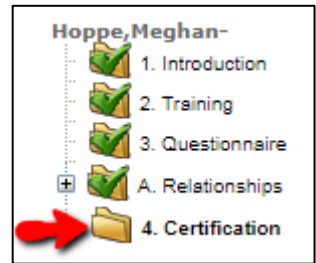 Hoppe,Meghan-
1. Introduction
2. Training
3. Questionnaire
A. Relationships
4. Certification